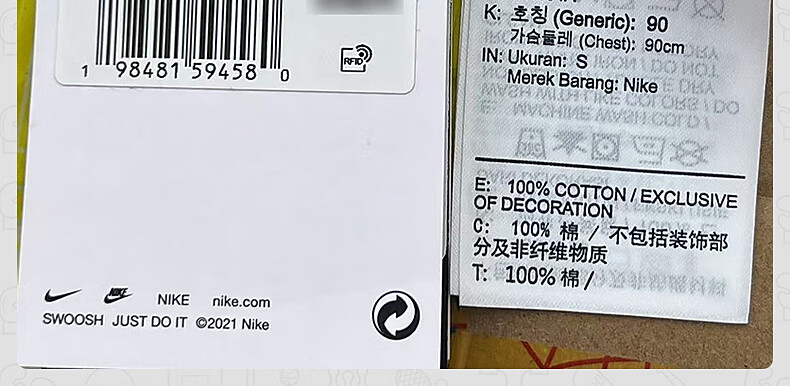 1 98481 59458 0
RFID
NIKE
NIKE nike.com
SWOOSH JUST DO IT ©2021 Nike
K: 호칭 (Generic): 90
가슴둘레 (Chest): 90cm
IN: Ukuran: S
Merek Barang: Nike
E: 100% COTTON / EXCLUSIVE
OF DECORATION
C: 100% 棉 / 不包括装饰部
分及非纤维物质
T: 100% 棉 /